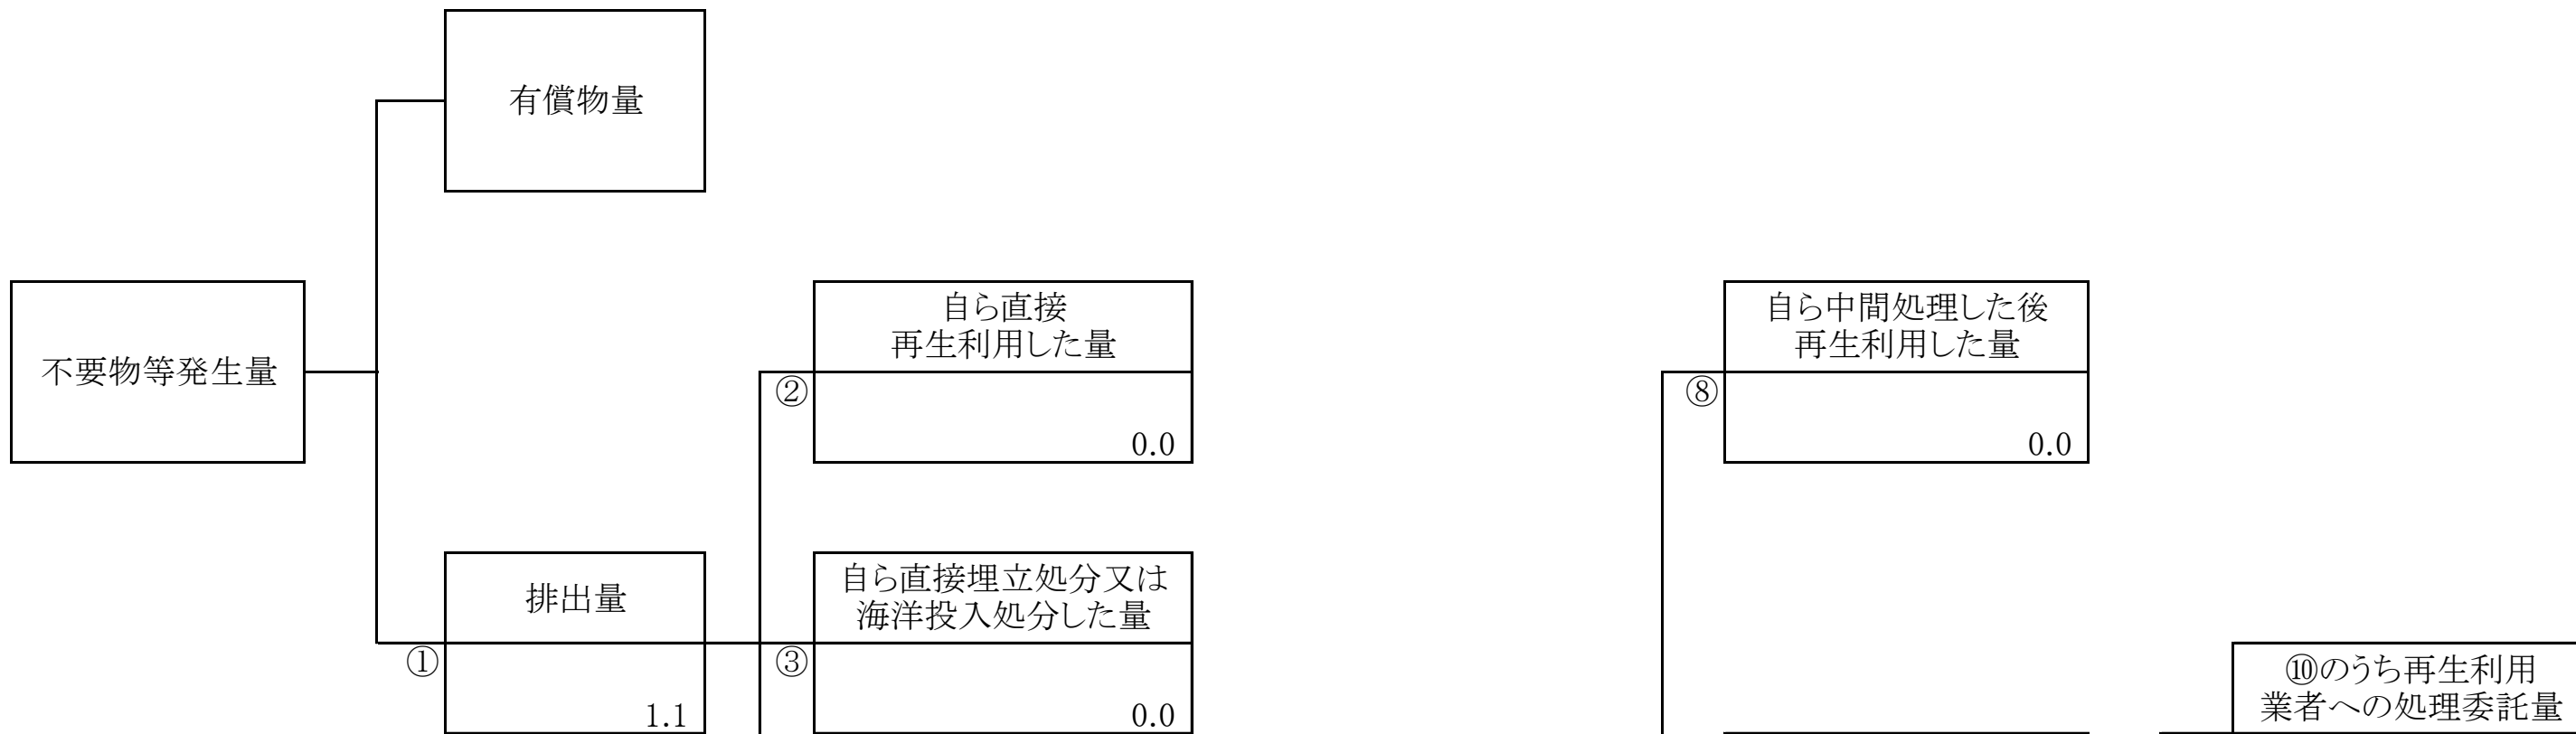 有償物量
不要物等発生量
自ら直接
再生利用した量
②
0.0
自ら中間処理した後
再生利用した量
⑧
0.0
排出量
①
1.1
自ら直接埋立処分又は
海洋投入処分した量
③
0.0
⑩のうち再生利用
業者への処理委託量